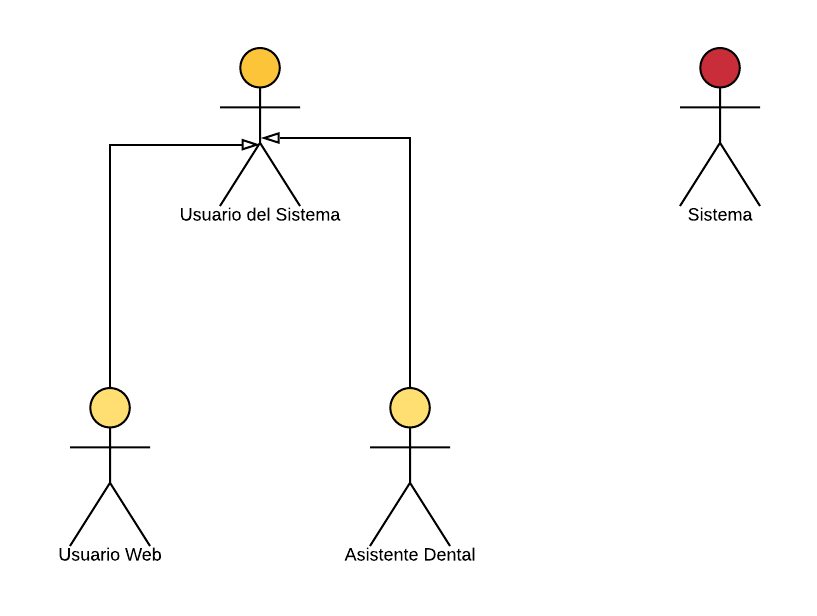 Usuario del Sistema
Sistema
Usuario Web
Asistente Dental